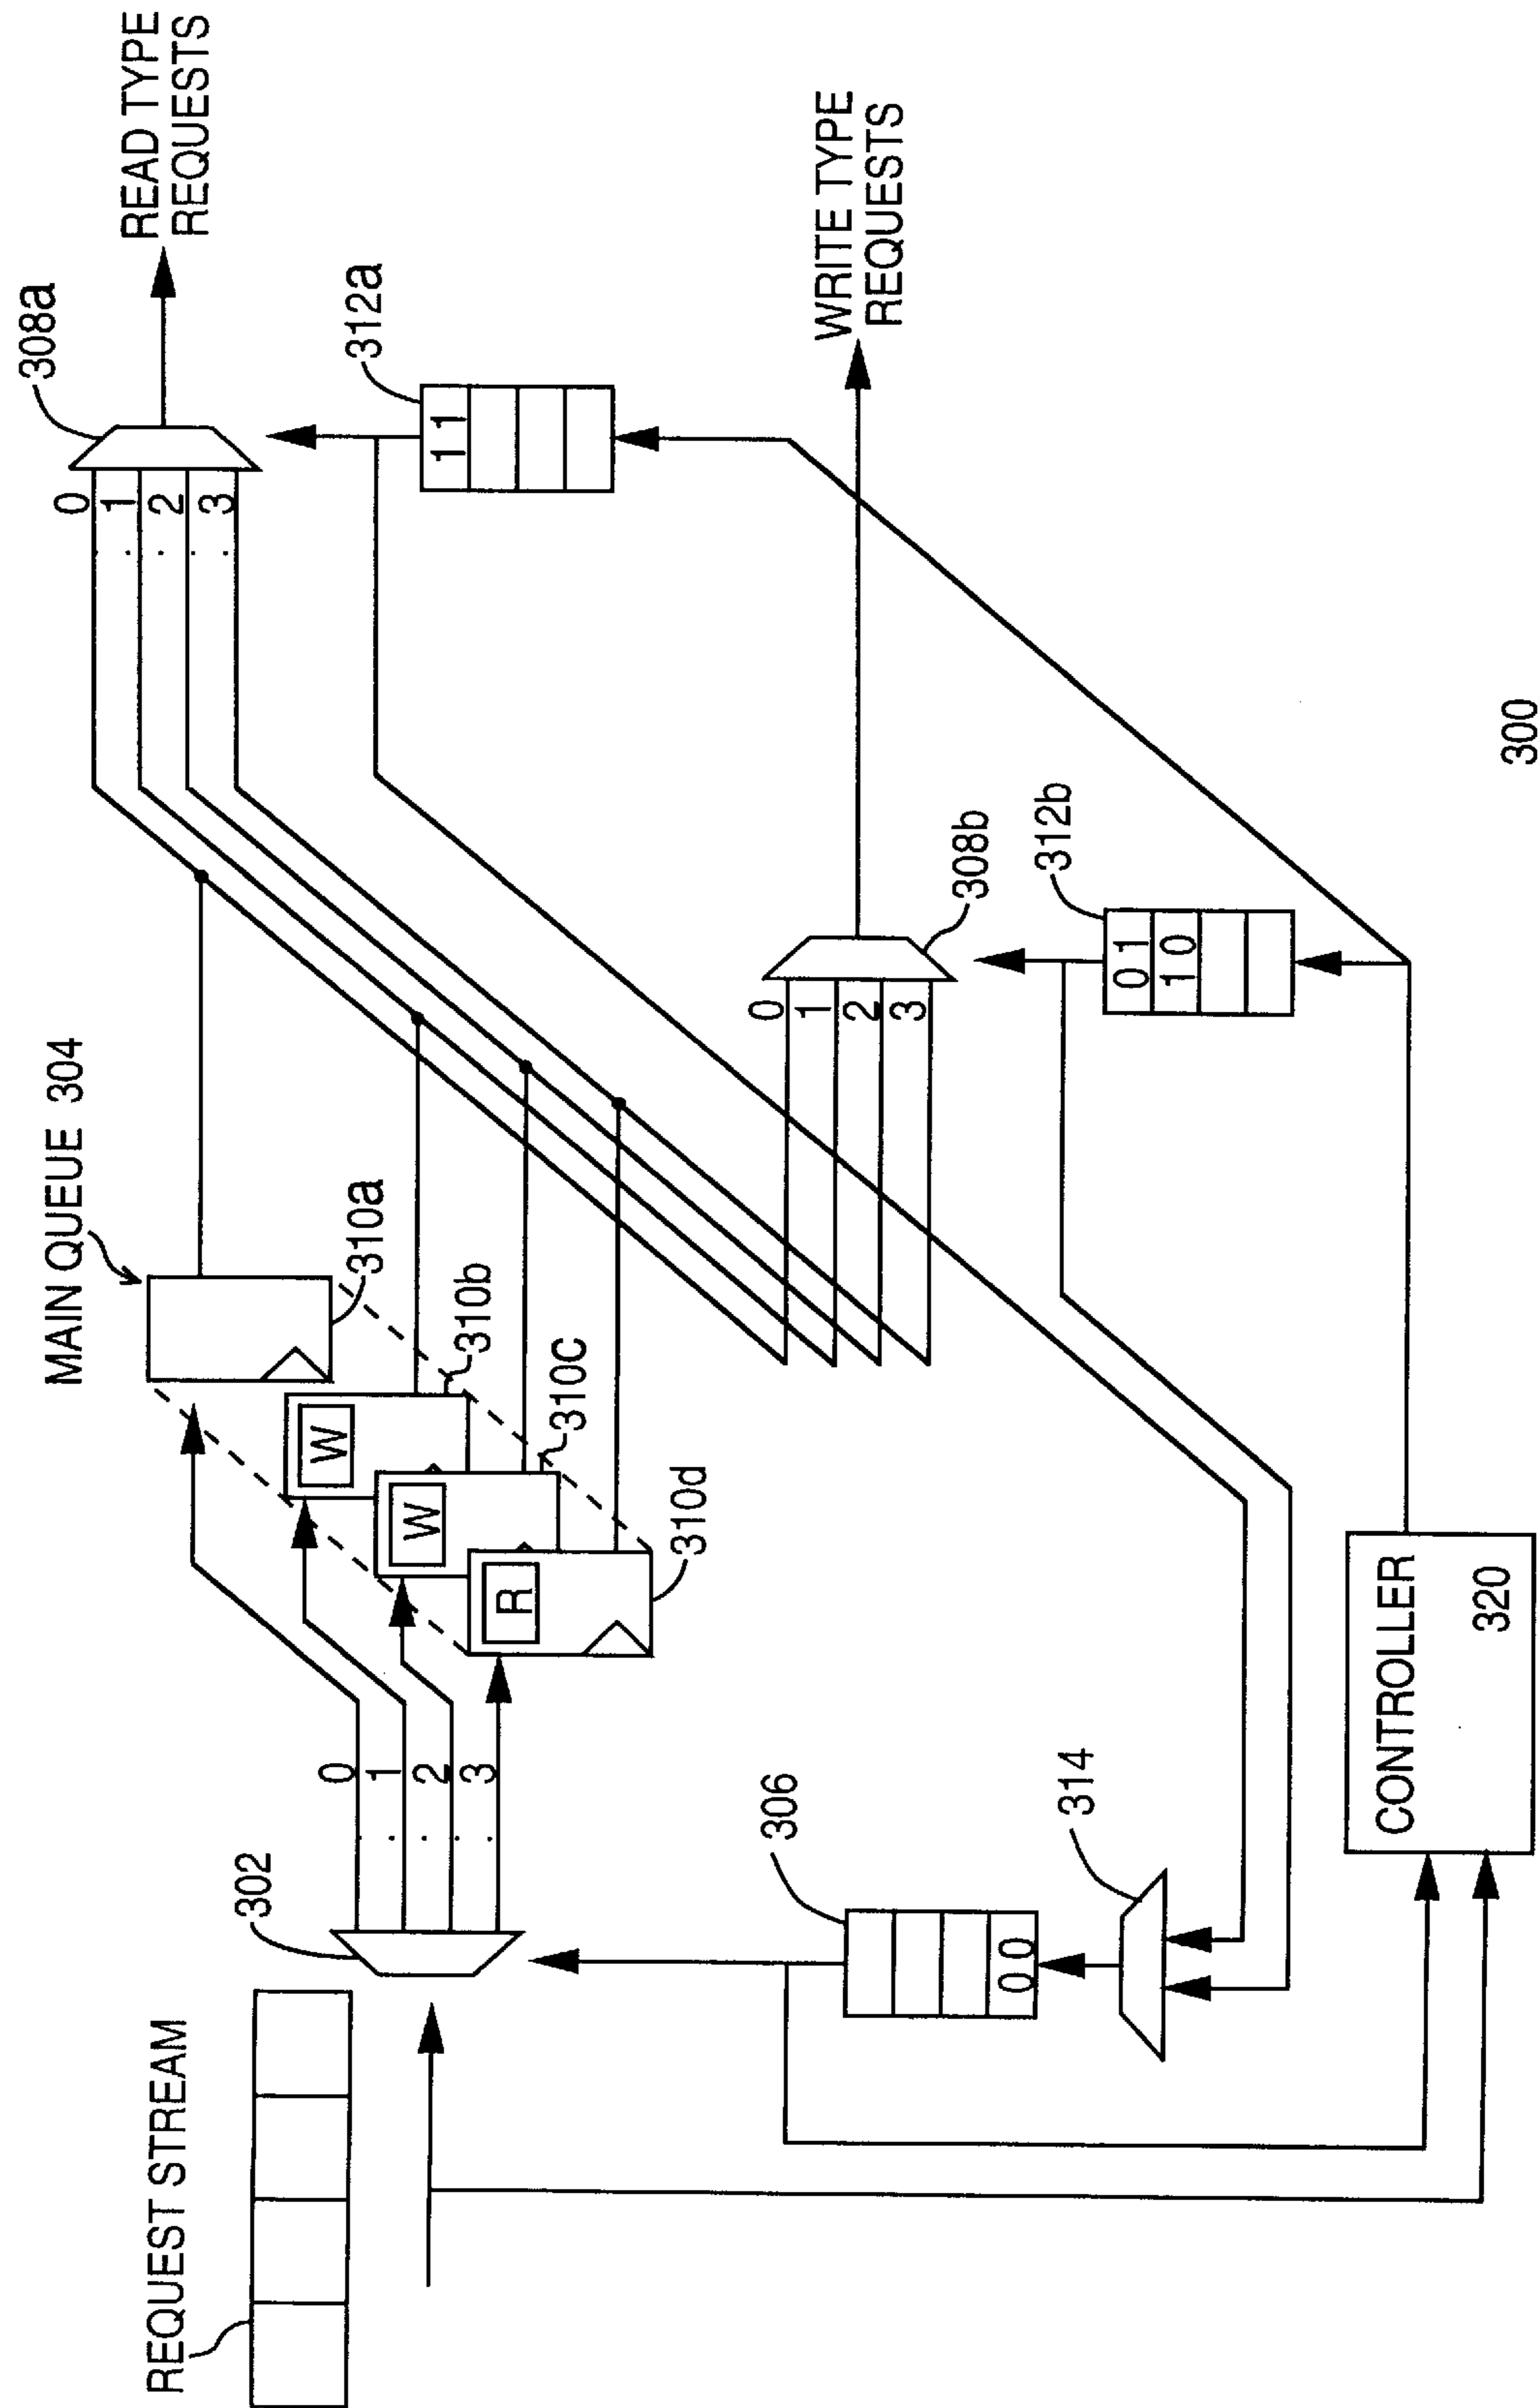 REQUEST STREAM
302
0
1
2
3
MAIN QUEUE 304
310a
W
310b
W
310c
R
310d
308a
0
1
2
3
READ TYPE
REQUESTS
312a
1 1
WRITE TYPE
REQUESTS
308b
0
1
2
3
312b
0 1
1 0
306
0 0
314
CONTROLLER
320
300